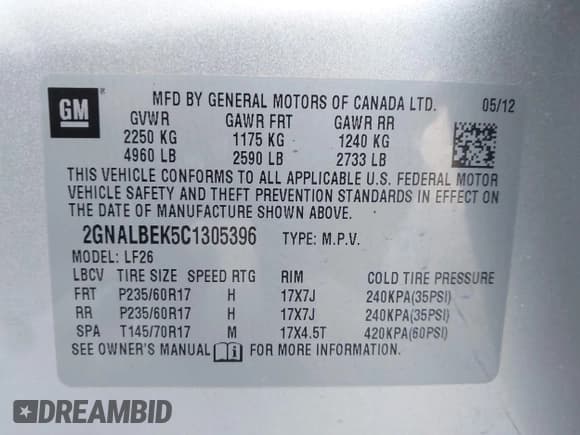 GM
MFD BY GENERAL MOTORS OF CANADA LTD. 05/12
GVWR GAWR FRT GAWR RR
2250 KG 1175 KG 1240 KG
4960 LB 2590 LB 2733 LB
THIS VEHICLE CONFORMS TO ALL APPLICABLE U.S. FEDERAL MOTOR
VEHICLE SAFETY AND THEFT PREVENTION STANDARDS IN EFFECT ON
THE DATE OF MANUFACTURE SHOWN ABOVE.
2GNALBEK5C1305396 TYPE: M.P.V.
MODEL: LF26
LBCV TIRE SIZE SPEED RTG RIM COLD TIRE PRESSURE
FRT P235/60R17 H 17X7J 240KPA(35PSI)
RR P235/60R17 H 17X7J 240KPA(35PSI)
SPA T145/70R17 M 17X4.5T 420KPA(60PSI)
SEE OWNER'S MANUAL FOR MORE INFORMATION.
DREAMBID